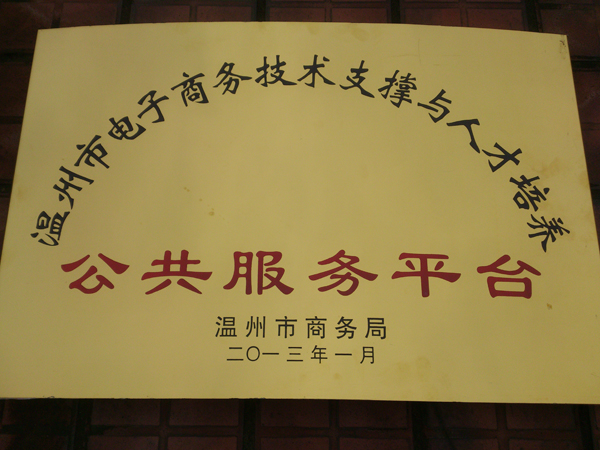 温州市电子商务技术支撑与人才培养
公共服务平台
温州市商务局
二〇一三年一月